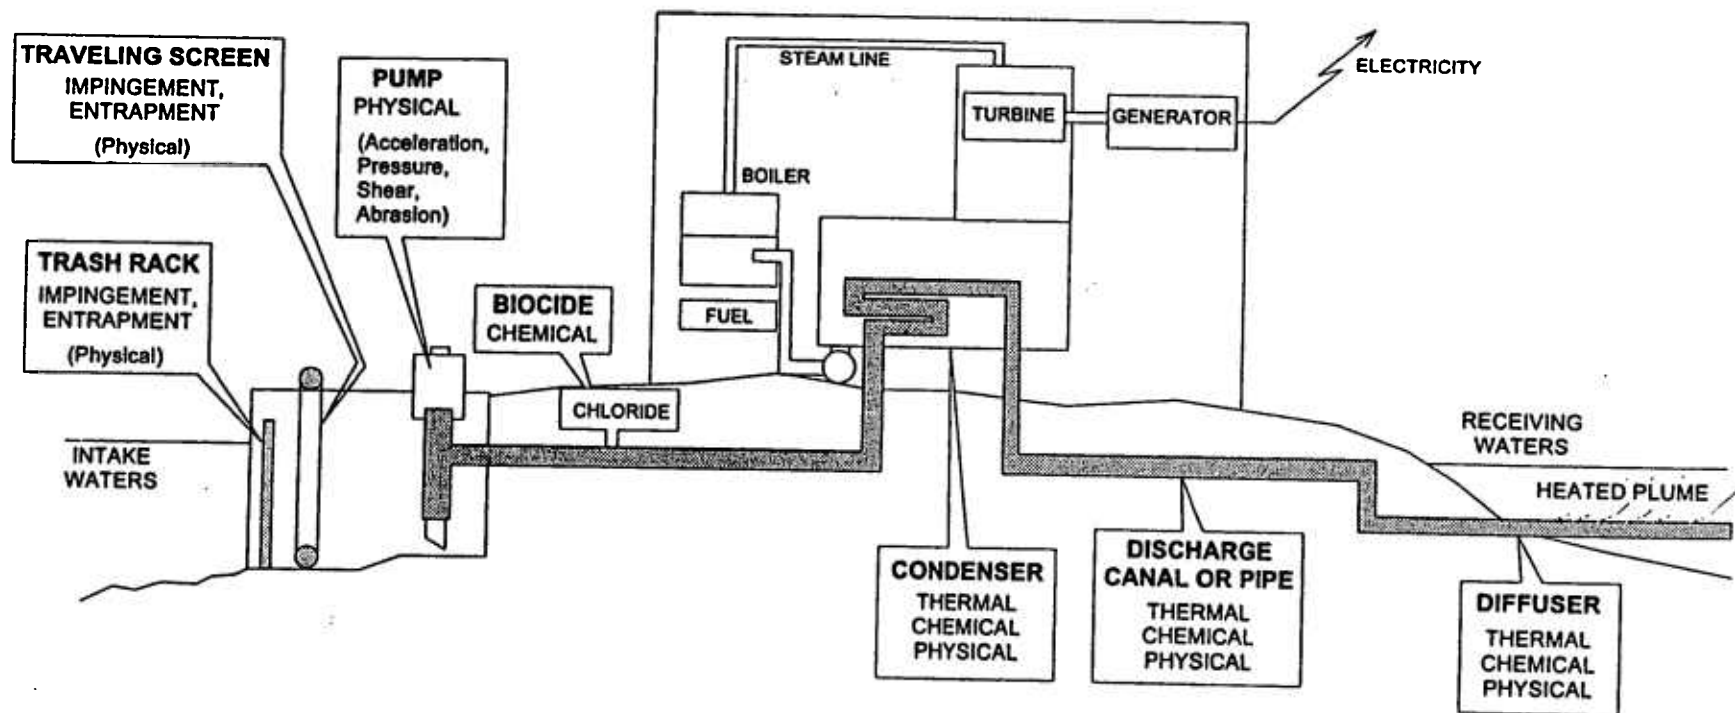 TRAVELING SCREEN
IMPINGEMENT,
ENTRAPMENT
(Physical)
PUMP
PHYSICAL
(Acceleration,
Pressure,
Shear,
Abrasion)
TRASH RACK
IMPINGEMENT,
ENTRAPMENT
(Physical)
BIOCIDE
CHEMICAL
CHLORIDE
INTAKE
WATERS
STEAM LINE
BOILER
FUEL
TURBINE
GENERATOR
ELECTRICITY
CONDENSER
THERMAL
CHEMICAL
PHYSICAL
DISCHARGE
CANAL OR PIPE
THERMAL
CHEMICAL
PHYSICAL
RECEIVING
WATERS
HEATED PLUME
DIFFUSER
THERMAL
CHEMICAL
PHYSICAL